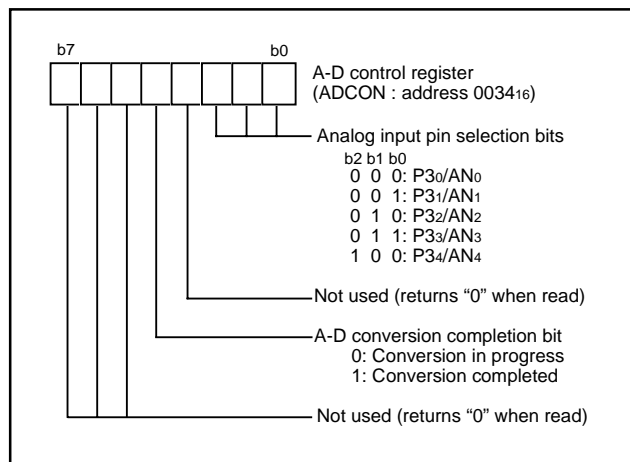 b7 b0
A-D control register
(ADCON : address 003416)
Analog input pin selection bits
b2 b1 b0
0 0 0: P30/AN0
0 0 1: P31/AN1
0 1 0: P32/AN2
0 1 1: P33/AN3
1 0 0: P34/AN4
Not used (returns “0” when read)
A-D conversion completion bit
0: Conversion in progress
1: Conversion completed
Not used (returns “0” when read)